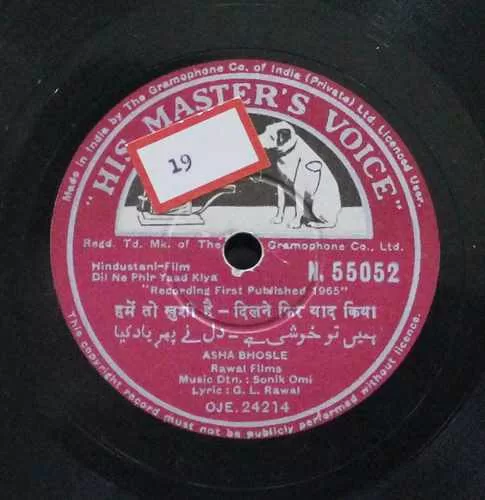 Made in India by The Gramophone Co. of India (Private) Ltd. Licenced User.
"HIS MASTER'S VOICE"
19
19
Regd. Td. Mk. of The Gramophone Co., Ltd.
Hindustani-Film
Dil Ne Phir Yaad Kiya
N. 55052
"Recording First Published 1965"
हमें तो खुशी है - दिलने फिर याद किया
ہمیں تو خوشی ہے - دل نے پھر یاد کیا
ASHA BHOSLE
Rawal Films
Music Dtn. : Sonik Omi
Lyric : G. L. Rawal
OJE. 24214
This copyright record must not be publicly performed without licence